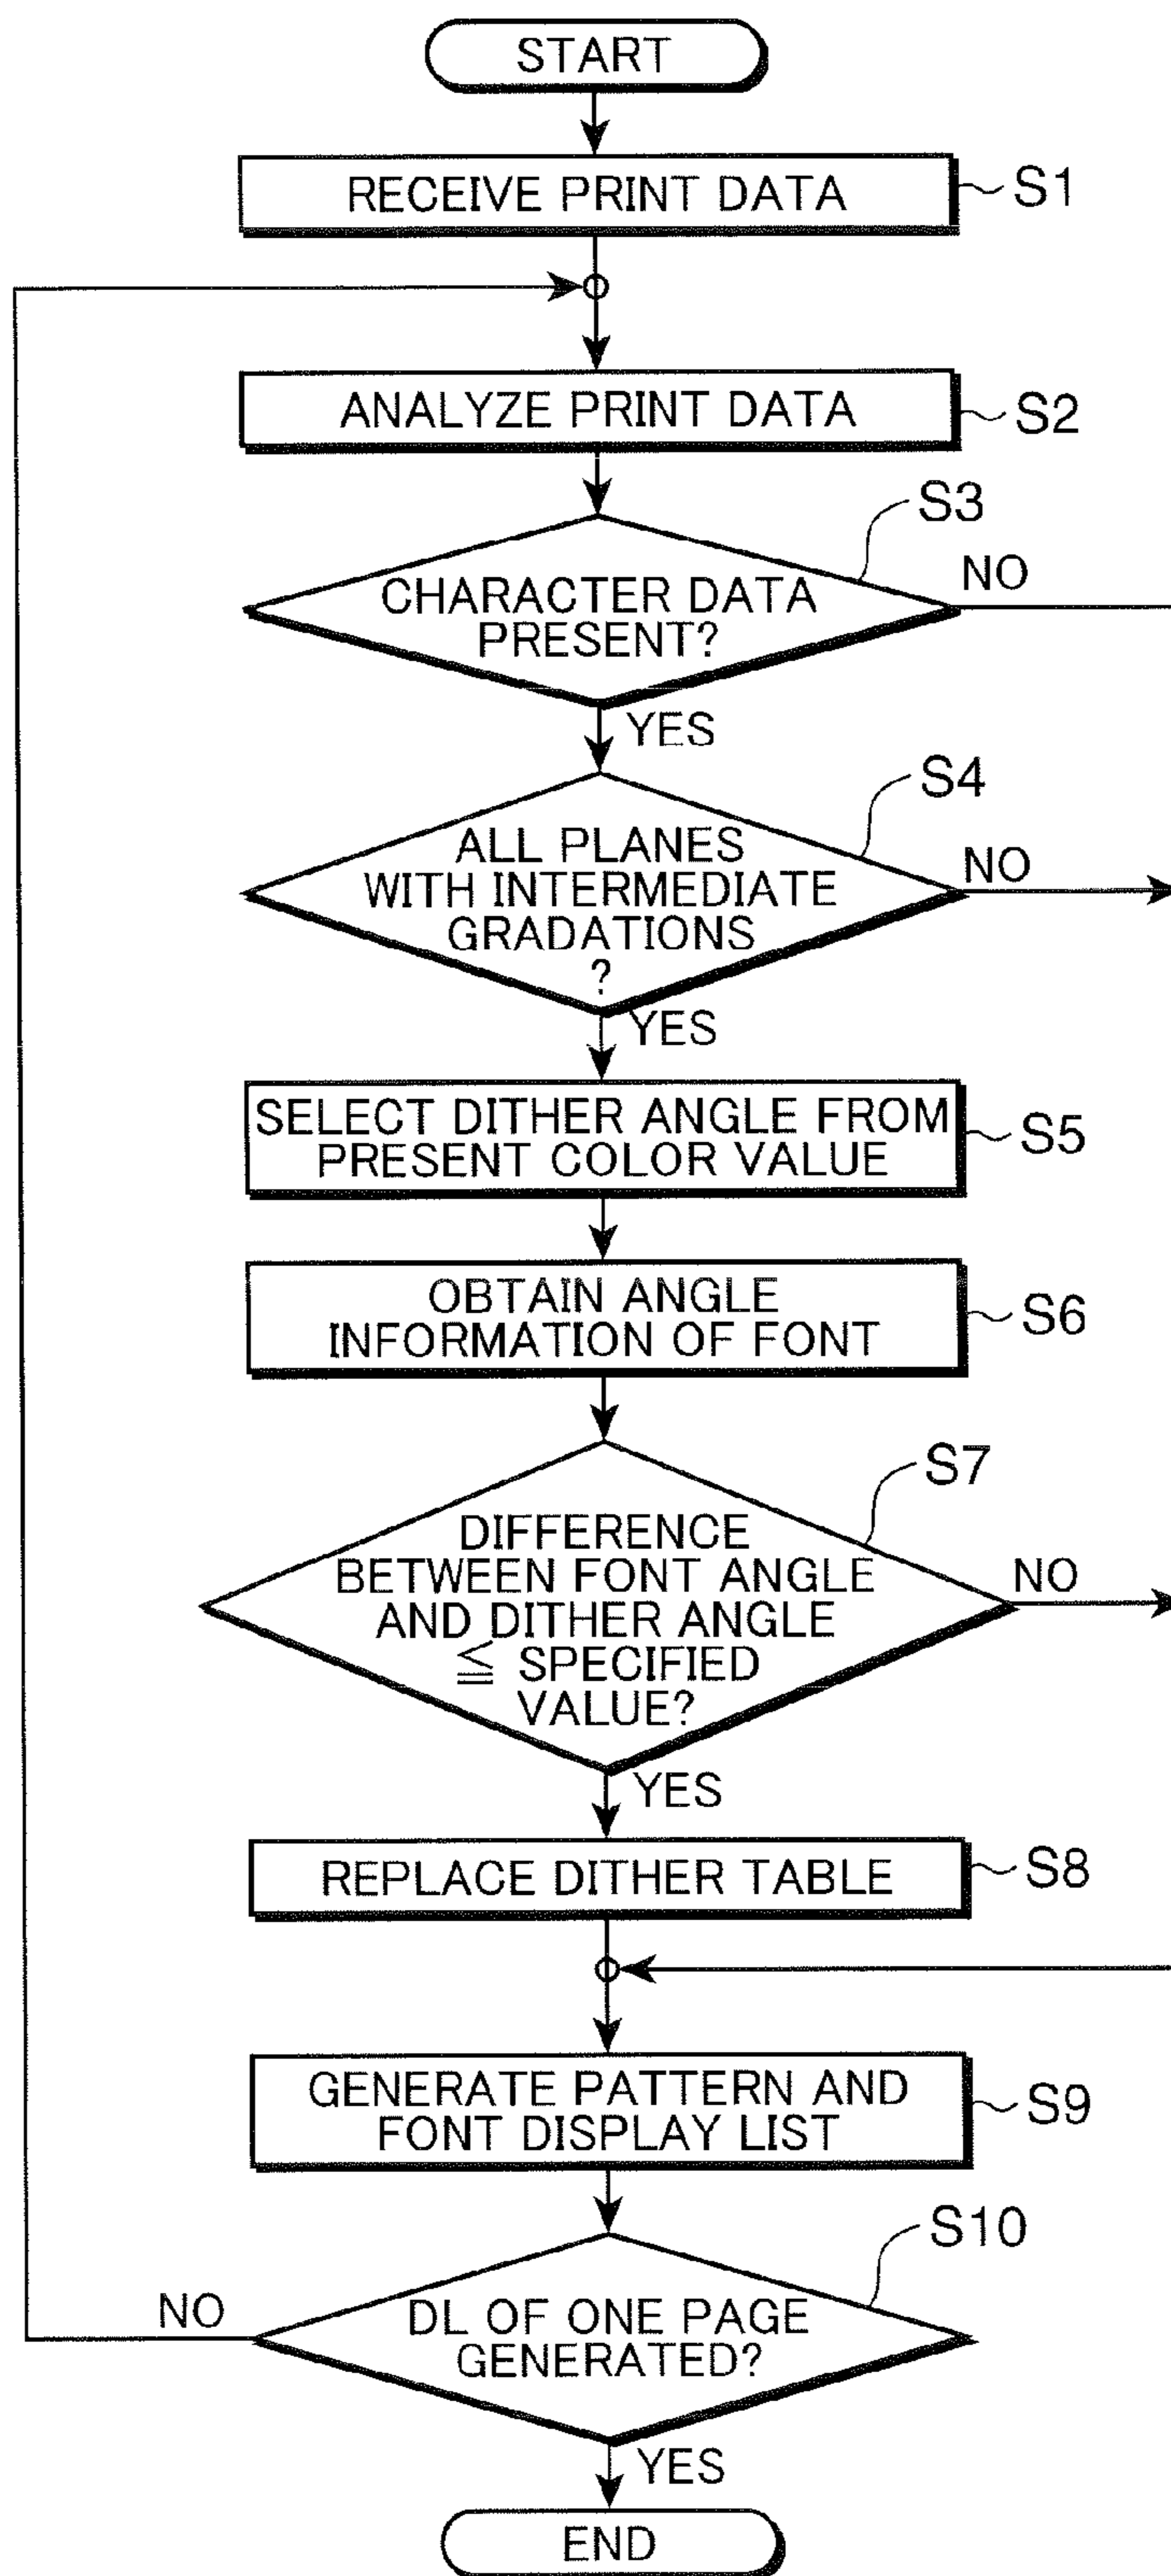 START
RECEIVE PRINT DATA
S1
ANALYZE PRINT DATA
S2
S3
CHARACTER DATA
PRESENT?
NO
YES
S4
ALL PLANES
WITH INTERMEDIATE
GRADATIONS
?
NO
YES
SELECT DITHER ANGLE FROM
PRESENT COLOR VALUE
S5
OBTAIN ANGLE
INFORMATION OF FONT
S6
S7
DIFFERENCE
BETWEEN FONT ANGLE
AND DITHER ANGLE
≦ SPECIFIED
VALUE?
NO
YES
REPLACE DITHER TABLE
S8
GENERATE PATTERN AND
FONT DISPLAY LIST
S9
S10
DL OF ONE PAGE
GENERATED?
NO
YES
END